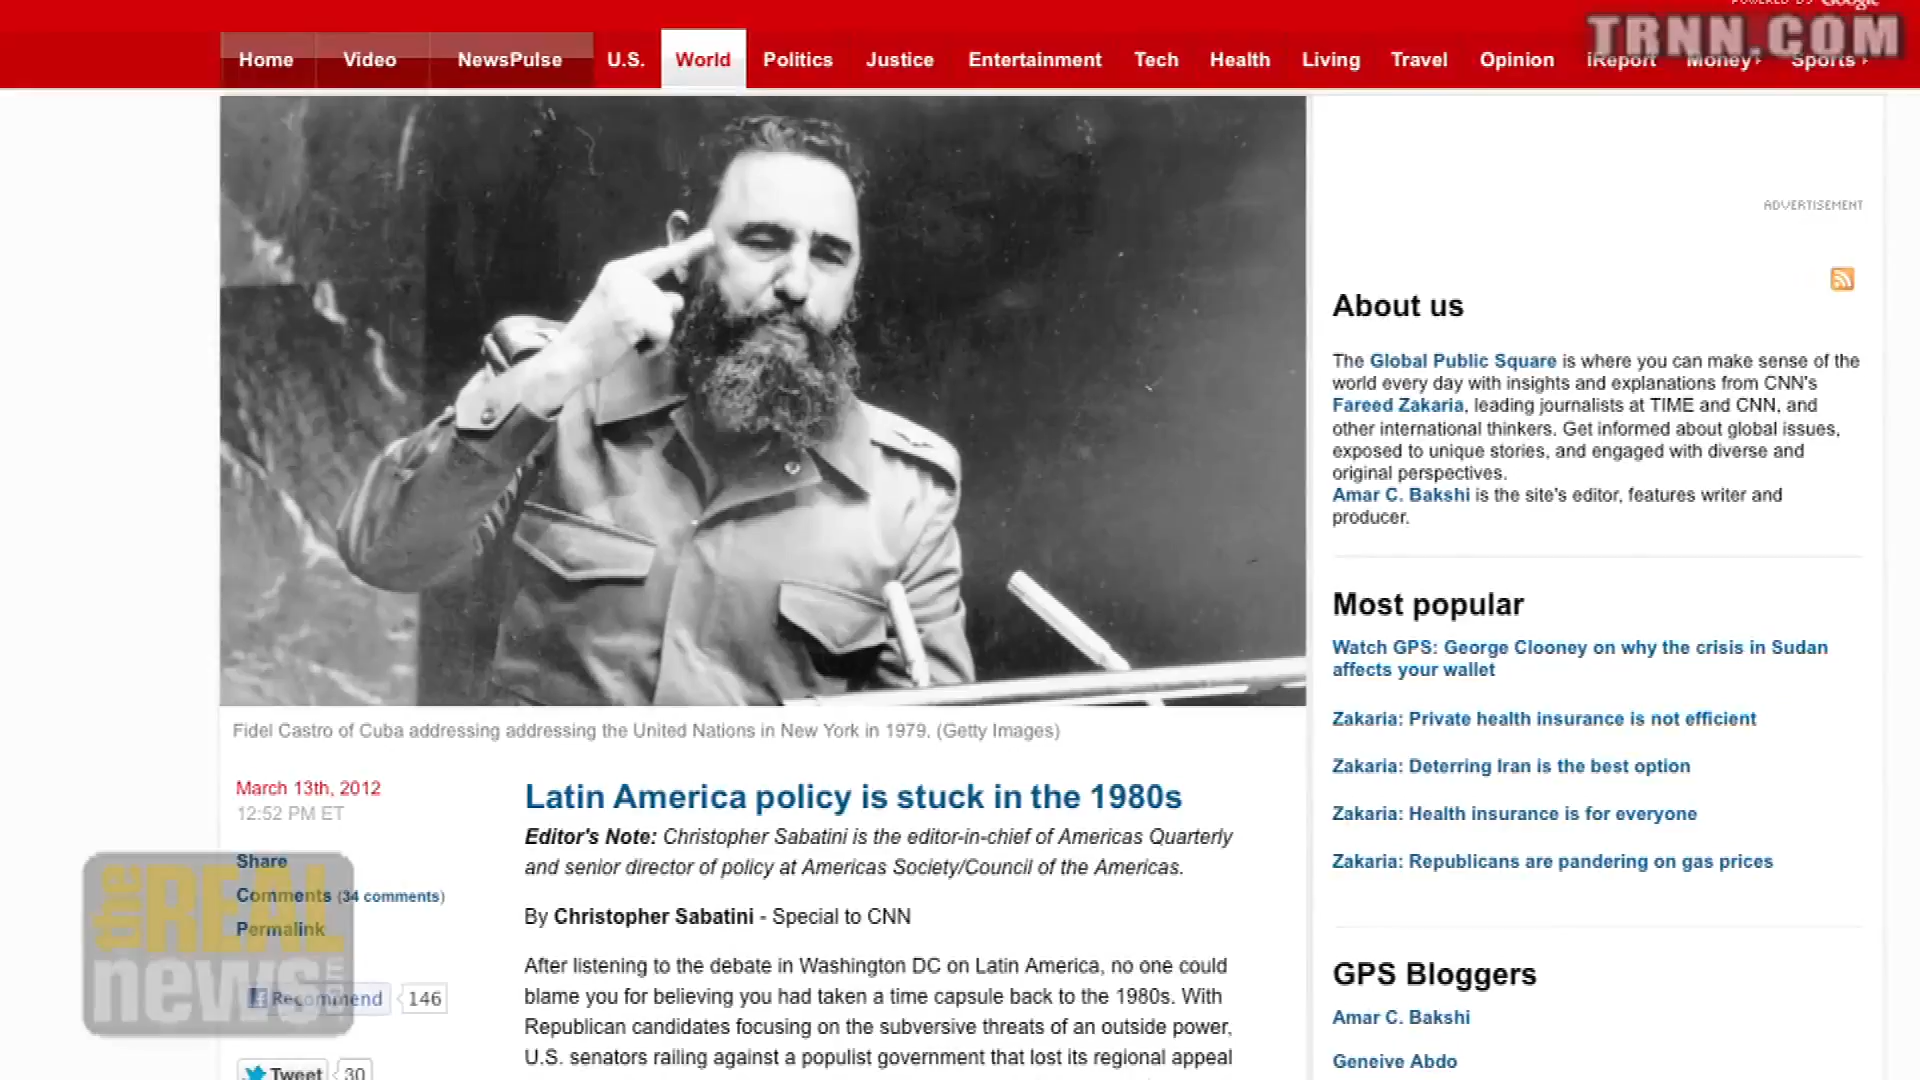 POWERED BY Google
TRNN.COM
Home Video NewsPulse U.S. World Politics Justice Entertainment Tech Health Living Travel Opinion iReport Money Sports
ADVERTISEMENT
About us
The Global Public Square is where you can make sense of the
world every day with insights and explanations from CNN's
Fareed Zakaria, leading journalists at TIME and CNN, and
other international thinkers. Get informed about global issues,
exposed to unique stories, and engaged with diverse and
original perspectives.
Amar C. Bakshi is the site's editor, features writer and
producer.
Most popular
Watch GPS: George Clooney on why the crisis in Sudan
affects your wallet
Zakaria: Private health insurance is not efficient
Zakaria: Deterring Iran is the best option
Zakaria: Health insurance is for everyone
Zakaria: Republicans are pandering on gas prices
GPS Bloggers
Amar C. Bakshi
Geneive Abdo
Fidel Castro of Cuba addressing addressing the United Nations in New York in 1979. (Getty Images)
March 13th, 2012
12:52 PM ET
Share
Comments (34 comments)
Permalink
Recommend 146
Tweet 30
the REAL news.com
Latin America policy is stuck in the 1980s
Editor's Note: Christopher Sabatini is the editor-in-chief of Americas Quarterly
and senior director of policy at Americas Society/Council of the Americas.
By Christopher Sabatini - Special to CNN
After listening to the debate in Washington DC on Latin America, no one could
blame you for believing you had taken a time capsule back to the 1980s. With
Republican candidates focusing on the subversive threats of an outside power,
U.S. senators railing against a populist government that lost its regional appeal